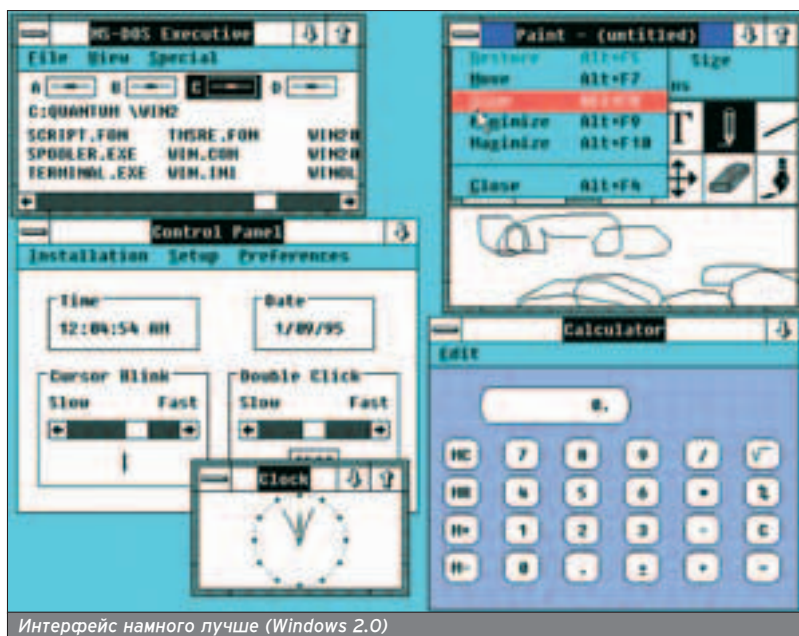 MS-DOS Executive
File View Special
A B C D
C:QUANTUM \WIN2
SCRIPT.FON TMSRE.FON
SPOOLER.EXE WIN.COM
TERMINAL.EXE WIN.INI
Paint - (untitled)
Size
Restore Alt+F5
Move Alt+F7
Minimize Alt+F9
Maximize Alt+F10
Close Alt+F4
T
Control Panel
Installation Setup Preferences
Time
12:04:54 AM
Date
1/09/95
Cursor Blink
Slow Fast
Double Click
Slow Fast
Clock
Calculator
Edit
0.
MC 7 8 9 / √
MR 4 5 6 * %
M+ 1 2 3 - C
M- 0 . ± + =
Интерфейс намного лучше (Windows 2.0)